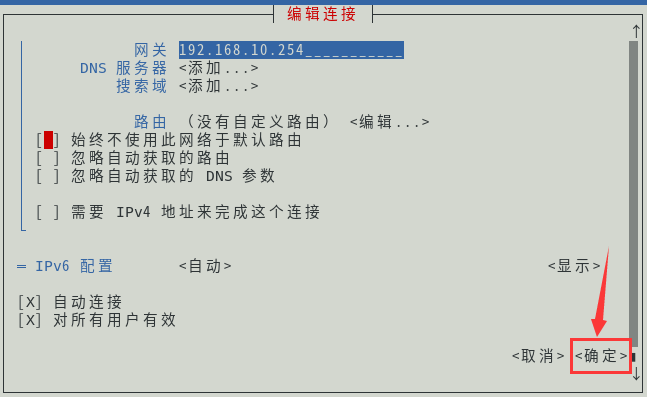 编辑连接
网关 192.168.10.254___________
DNS 服务器 <添加...>
搜索域 <添加...>
路由 （没有自定义路由） <编辑...>
[ ] 始终不使用此网络于默认路由
[ ] 忽略自动获取的路由
[ ] 忽略自动获取的 DNS 参数
[ ] 需要 IPv4 地址来完成这个连接
═ IPv6 配置 <自动> <显示>
[X] 自动连接
[X] 对所有用户有效
<取消> <确定>